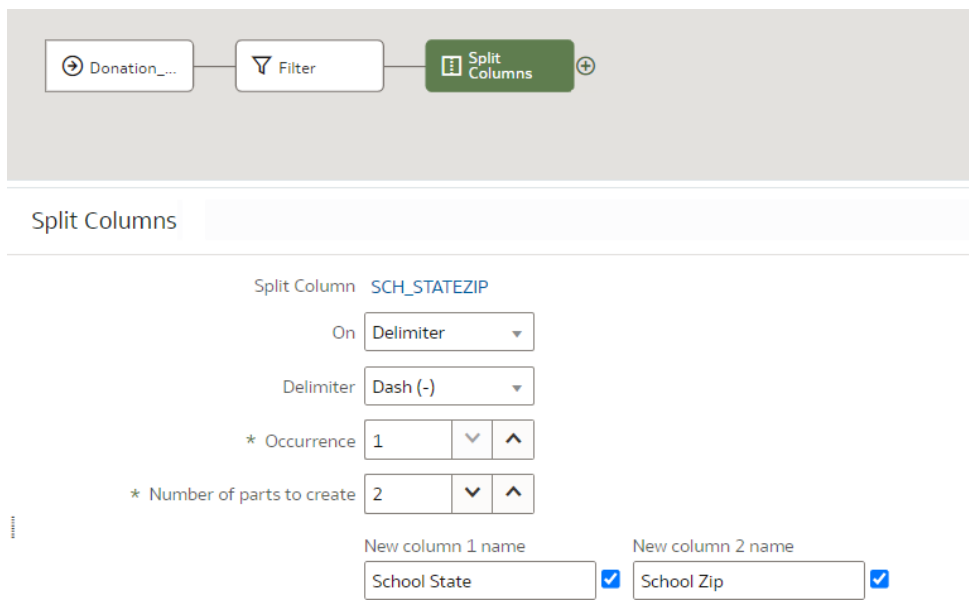 Donation_...
Filter
Split
Columns
Split Columns
Split Column SCH_STATEZIP
On Delimiter
Delimiter Dash (-)
* Occurrence 1
* Number of parts to create 2
New column 1 name New column 2 name
School State School Zip